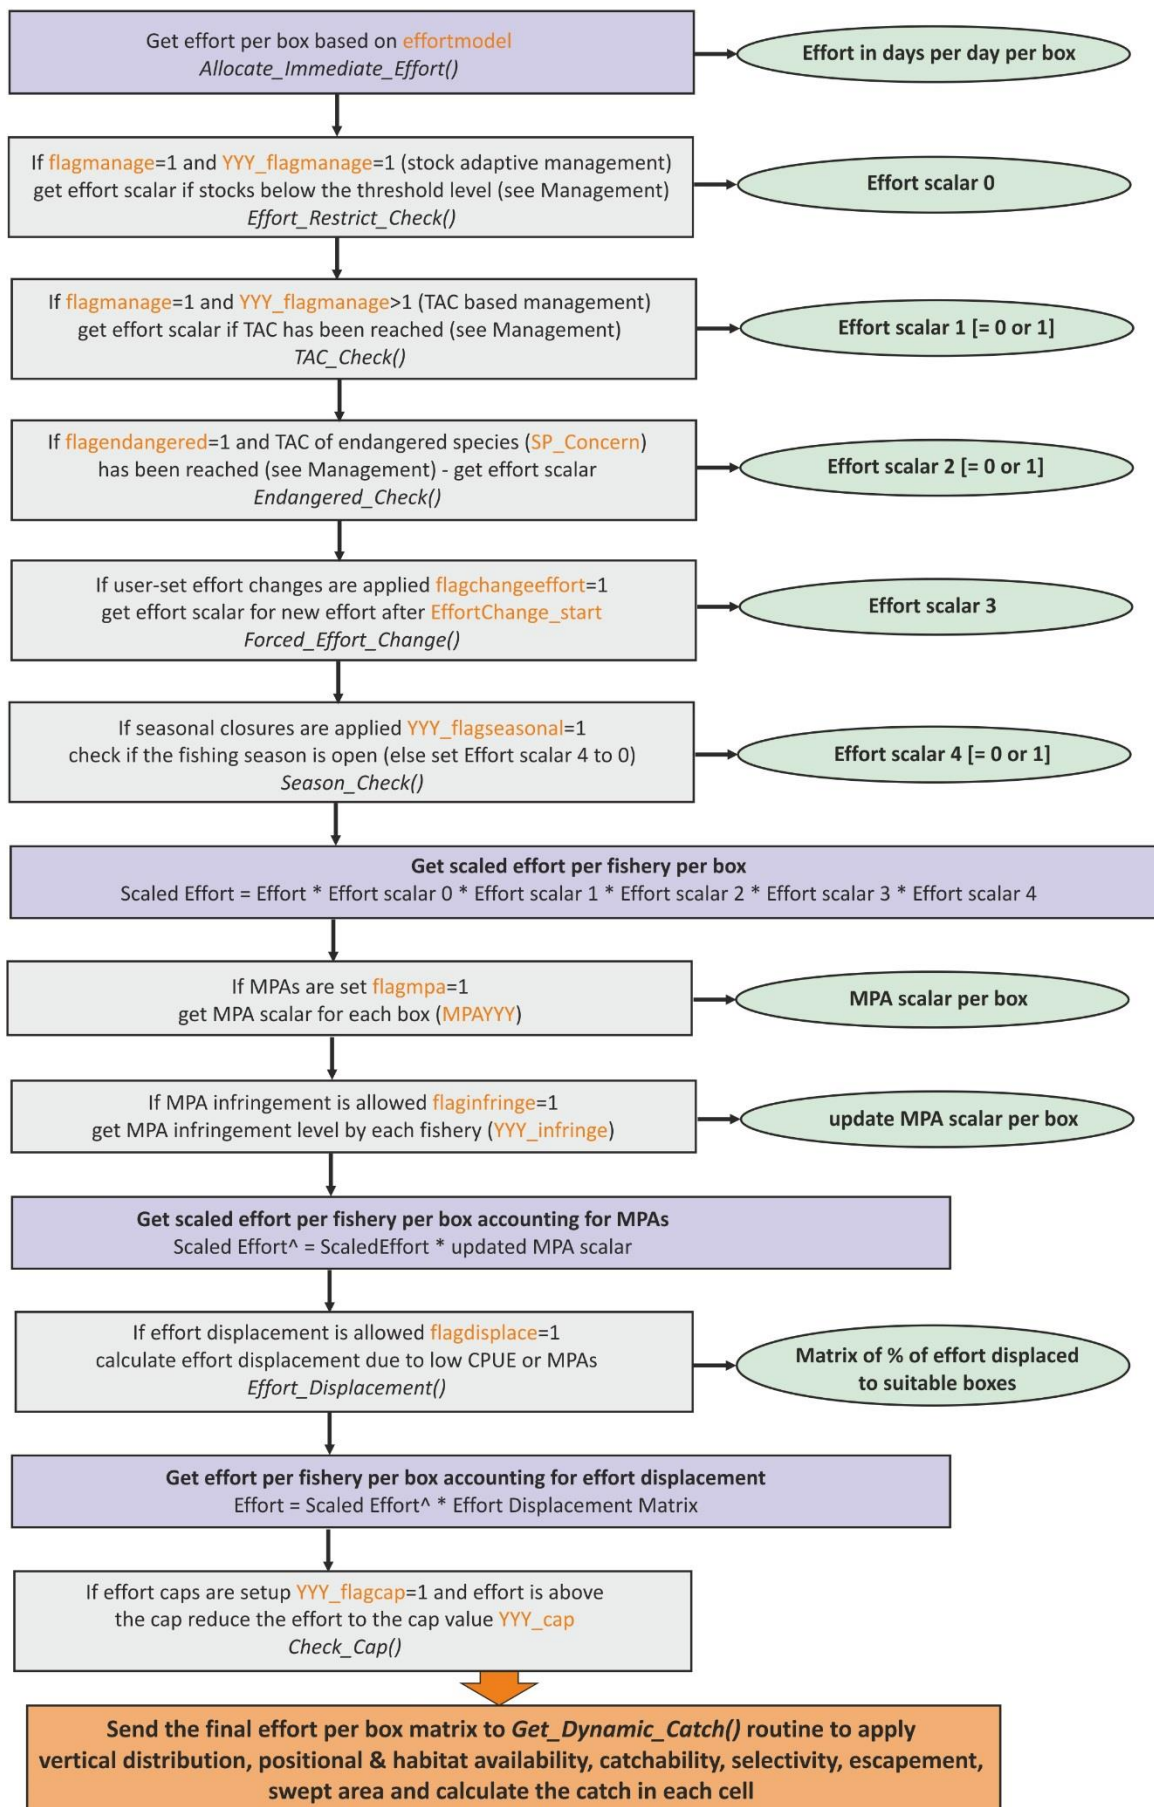 Get effort per box based on effortmodel
Allocate_Immediate_Effort()
Effort in days per day per box
If flagmanage=1 and YYY_flagmanage=1 (stock adaptive management)
get effort scalar if stocks below the threshold level (see Management)
Effort_Restrict_Check()
Effort scalar 0
If flagmanage=1 and YYY_flagmanage>1 (TAC based management)
get effort scalar if TAC has been reached (see Management)
TAC_Check()
Effort scalar 1 [= 0 or 1]
If flagendangered=1 and TAC of endangered species (SP_Concern)
has been reached (see Management) - get effort scalar
Endangered_Check()
Effort scalar 2 [= 0 or 1]
If user-set effort changes are applied flagchangeeffort=1
get effort scalar for new effort after EffortChange_start
Forced_Effort_Change()
Effort scalar 3
If seasonal closures are applied YYY_flagseasonal=1
check if the fishing season is open (else set Effort scalar 4 to 0)
Season_Check()
Effort scalar 4 [= 0 or 1]
Get scaled effort per fishery per box
Scaled Effort = Effort * Effort scalar 0 * Effort scalar 1 * Effort scalar 2 * Effort scalar 3 * Effort scalar 4
If MPAs are set flagmpa=1
get MPA scalar for each box (MPAYYY)
MPA scalar per box
If MPA infringement is allowed flaginfringe=1
get MPA infringement level by each fishery (YYY_infringe)
update MPA scalar per box
Get scaled effort per fishery per box accounting for MPAs
Scaled Effort^ = ScaledEffort * updated MPA scalar
If effort displacement is allowed flagdisplace=1
calculate effort displacement due to low CPUE or MPAs
Effort_Displacement()
Matrix of % of effort displaced
to suitable boxes
Get effort per fishery per box accounting for effort displacement
Effort = Scaled Effort^ * Effort Displacement Matrix
If effort caps are setup YYY_flagcap=1 and effort is above
the cap reduce the effort to the cap value YYY_cap
Check_Cap()
Send the final effort per box matrix to Get_Dynamic_Catch() routine to apply
vertical distribution, positional & habitat availability, catchability, selectivity, escapement,
swept area and calculate the catch in each cell